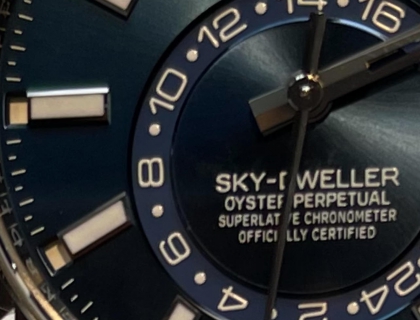 12 14 16
10
8
SKY-DWELLER
OYSTER PERPETUAL
SUPERLATIVE CHRONOMETER
OFFICIALLY CERTIFIED
6
4 2 24